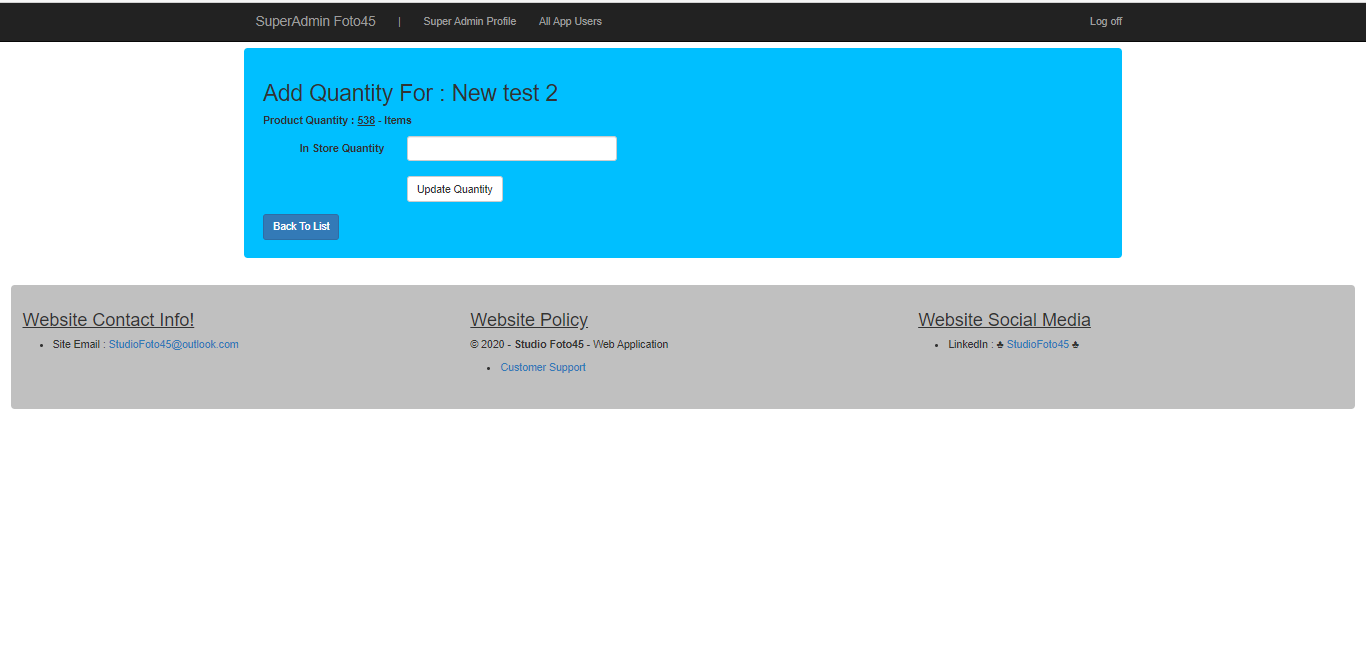 SuperAdmin Foto45 | Super Admin Profile All App Users Log off
Add Quantity For : New test 2
Product Quantity : 538 - Items
In Store Quantity
Update Quantity
Back To List
Website Contact Info!
• Site Email : StudioFoto45@outlook.com
Website Policy
© 2020 - Studio Foto45 - Web Application
• Customer Support
Website Social Media
• LinkedIn : ♣ StudioFoto45 ♣